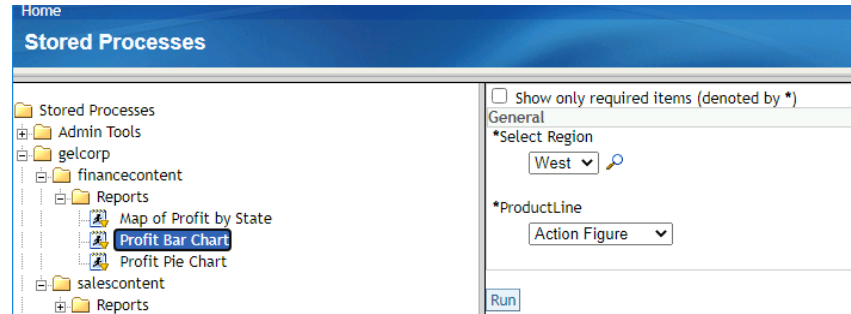 Home
Stored Processes
Stored Processes
Admin Tools
gelcorp
financecontent
Reports
Map of Profit by State
Profit Bar Chart
Profit Pie Chart
salescontent
Reports
Show only required items (denoted by *)
General
*Select Region
West
*ProductLine
Action Figure
Run